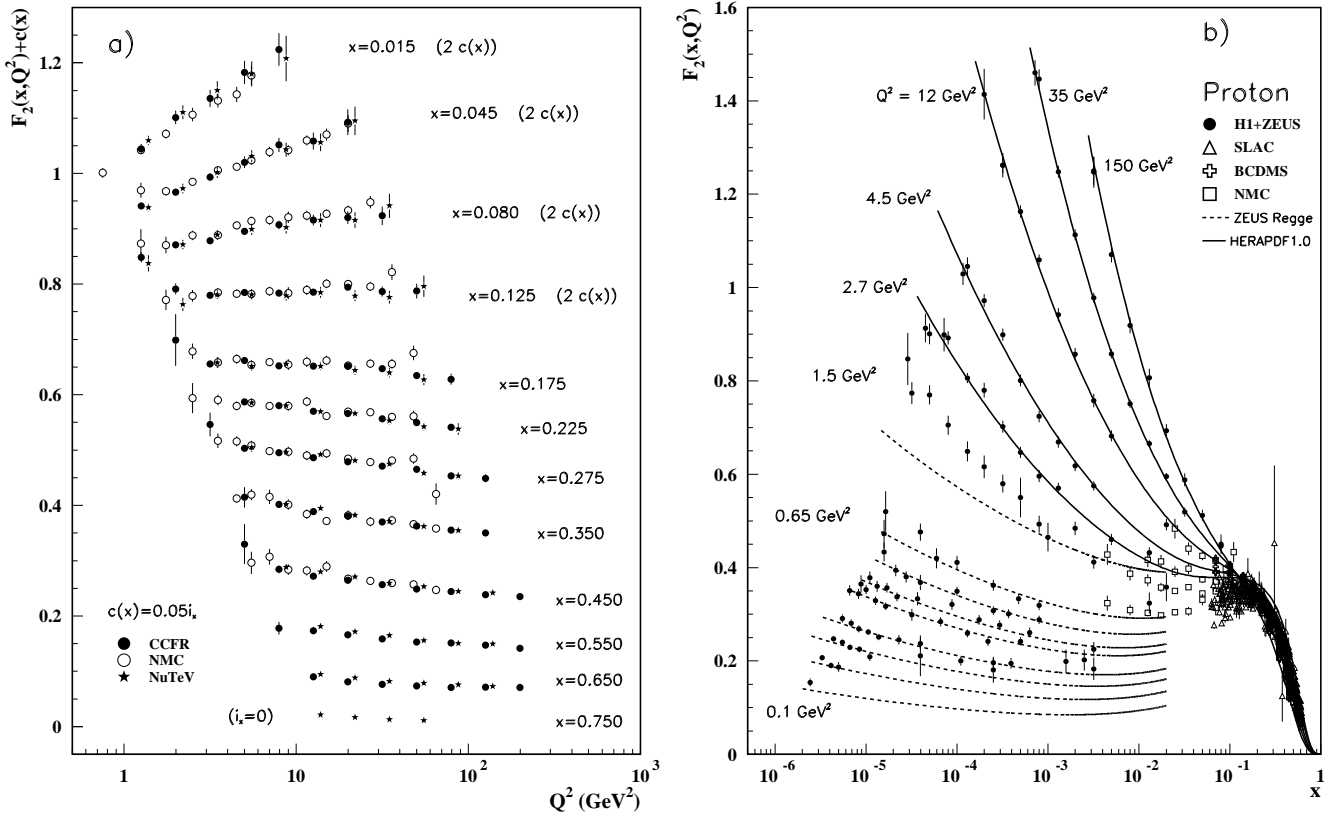 a)
F2(x,Q²)+c(x)
1.2
1
0.8
0.6
0.4
0.2
0
x=0.015 (2 c(x))
x=0.045 (2 c(x))
x=0.080 (2 c(x))
x=0.125 (2 c(x))
x=0.175
x=0.225
x=0.275
x=0.350
x=0.450
x=0.550
x=0.650
x=0.750
c(x)=0.05iₓ
CCFR
NMC
NuTeV
(iₓ=0)
1
10
10²
10³
Q² (GeV²)
b)
F2(x,Q²)
1.6
1.4
1.2
1
0.8
0.6
0.4
0.2
0
Q² = 12 GeV²
35 GeV²
150 GeV²
4.5 GeV²
2.7 GeV²
1.5 GeV²
0.65 GeV²
0.1 GeV²
Proton
H1+ZEUS
SLAC
BCDMS
NMC
ZEUS Regge
HERAPDF1.0
10⁻⁶
10⁻⁵
10⁻⁴
10⁻³
10⁻²
10⁻¹
1
x